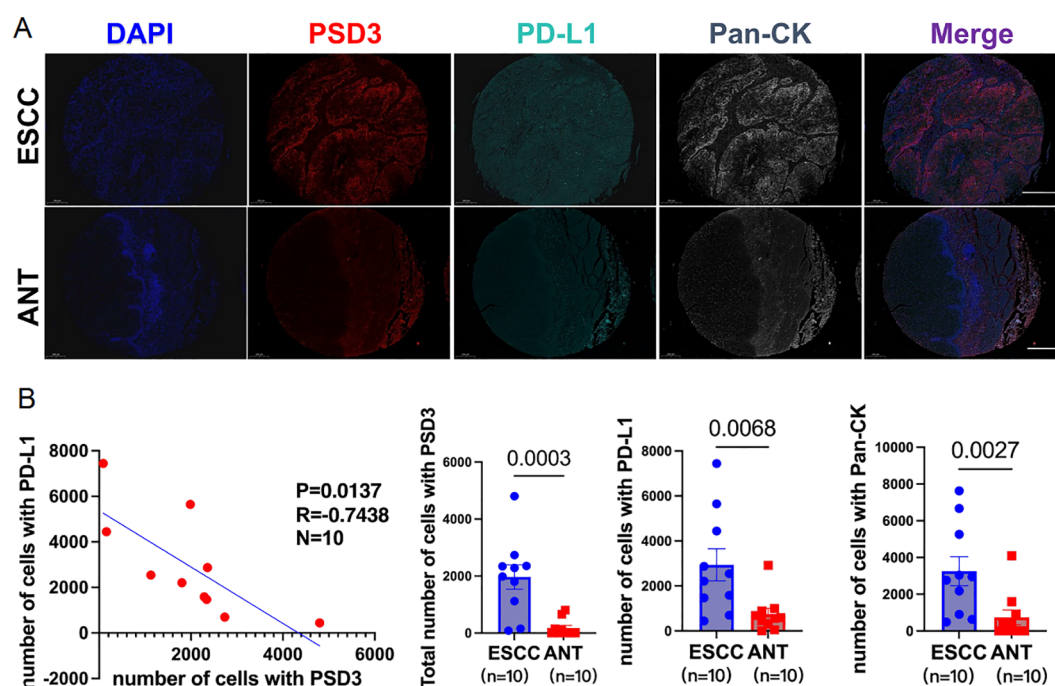 A
DAPI
PSD3
PD-L1
Pan-CK
Merge
ESCC
ANT
B
number of cells with PD-L1
8000
6000
4000
2000
0
-2000
2000
4000
6000
number of cells with PSD3
P=0.0137
R=-0.7438
N=10
Total number of cells with PSD3
6000
4000
2000
0
0.0003
ESCC ANT
(n=10) (n=10)
number of cells with PD-L1
8000
6000
4000
2000
0
0.0068
ESCC ANT
(n=10) (n=10)
number of cells with Pan-CK
10000
8000
6000
4000
2000
0
0.0027
ESCC ANT
(n=10) (n=10)